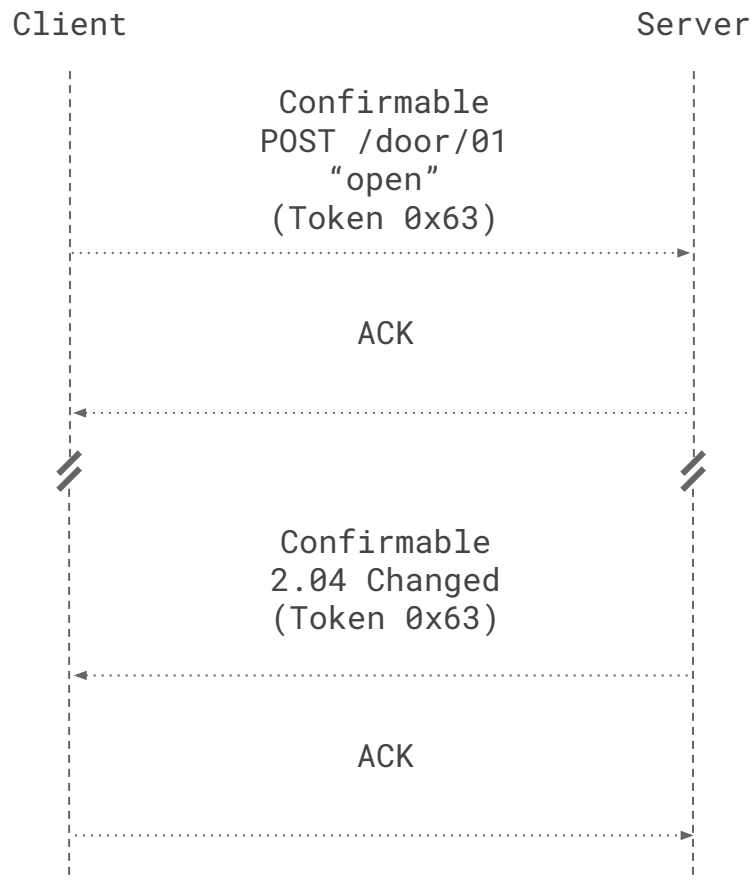 Client
Server
Confirmable
POST /door/01
“open”
(Token 0x63)
ACK
Confirmable
2.04 Changed
(Token 0x63)
ACK